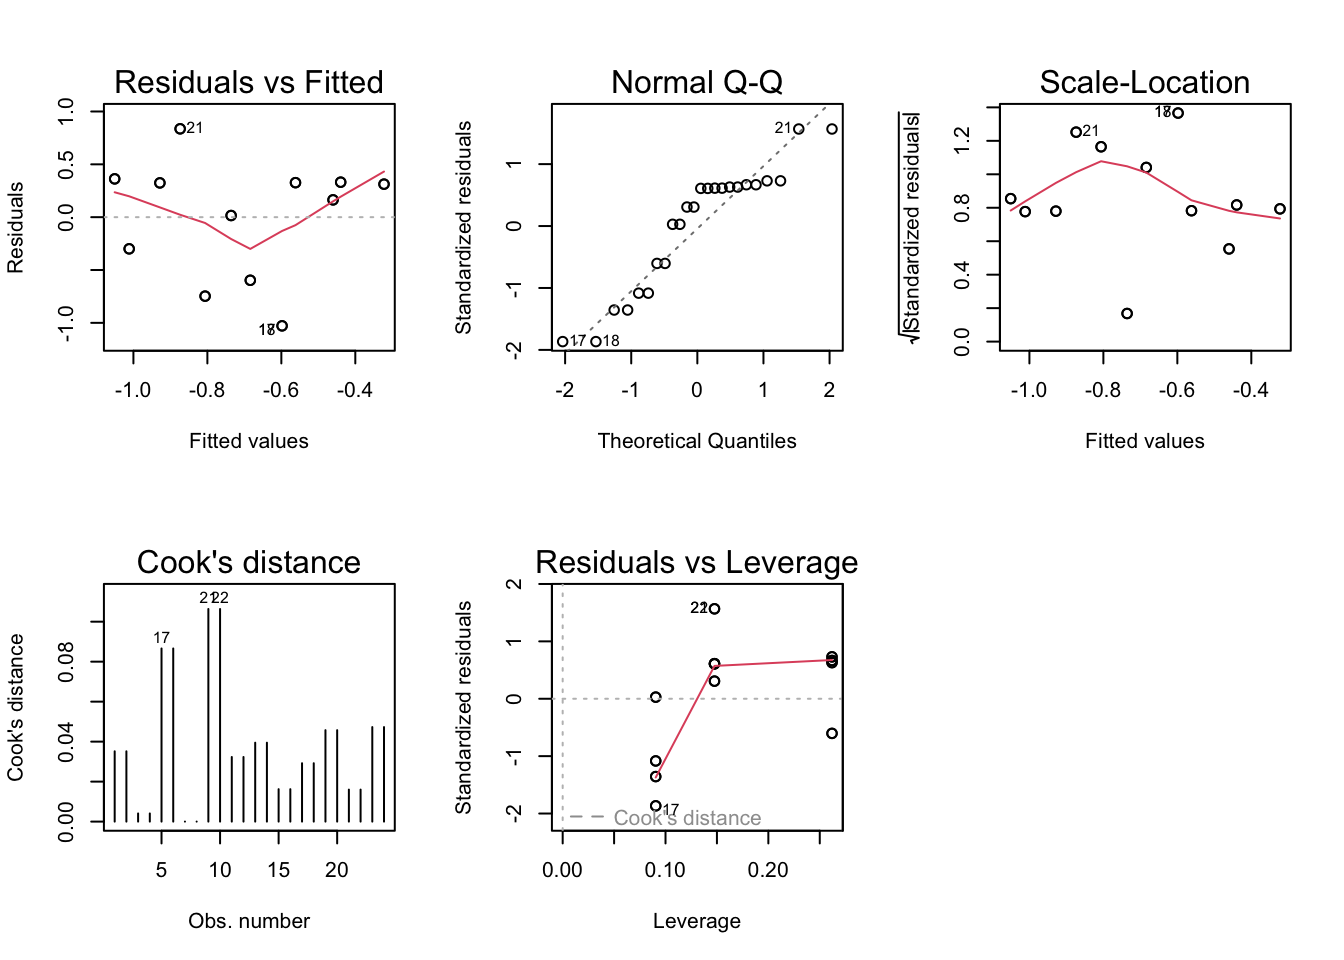 Residuals vs Fitted
Residuals
1.0
0.5
0.0
-1.0
21
-1.0 -0.8 -0.6 -0.4
Fitted values
Normal Q-Q
Standardized residuals
1
0
-1
-2
21
17
18
-2 -1 0 1 2
Theoretical Quantiles
Scale-Location
√|Standardized residuals|
1.2
0.8
0.4
0.0
21
-1.0 -0.8 -0.6 -0.4
Fitted values
Cook's distance
Cook's distance
0.08
0.04
0.00
17
21
22
5 10 15 20
Obs. number
Residuals vs Leverage
Standardized residuals
2
1
0
-1
-2
17
Cook's distance
0.00 0.10 0.20
Leverage